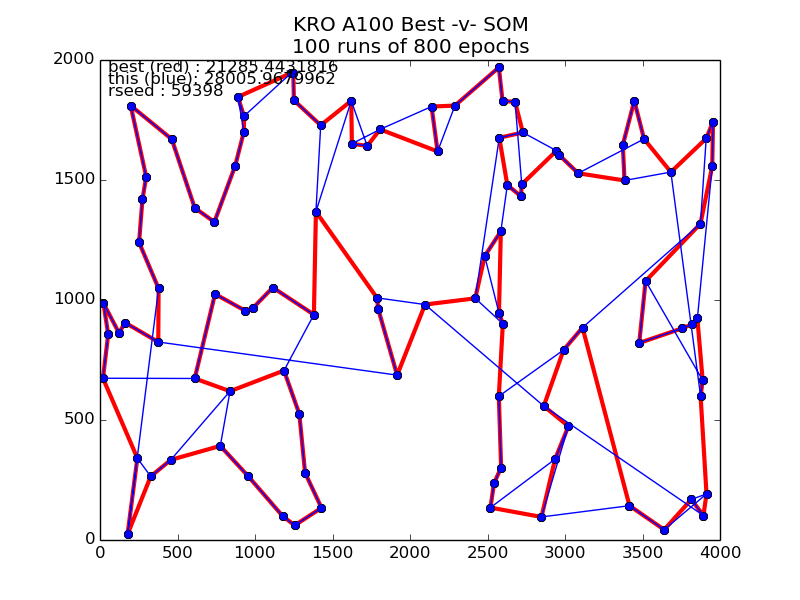 KRO A100 Best -v- SOM
100 runs of 800 epochs
best (red) : 21285.4431816
this (blue): 28005.9679962
rseed : 59398
2000
1500
1000
500
0
0 500 1000 1500 2000 2500 3000 3500 4000